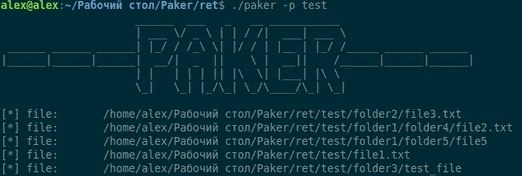 alex@alex:~/Рабочий стол/Paker/ret$ ./paker -p test
PAKER
[*] file: /home/alex/Рабочий стол/Paker/ret/test/folder2/file3.txt
[*] file: /home/alex/Рабочий стол/Paker/ret/test/folder1/folder4/file2.txt
[*] file: /home/alex/Рабочий стол/Paker/ret/test/folder1/folder5/file5
[*] file: /home/alex/Рабочий стол/Paker/ret/test/file1.txt
[*] file: /home/alex/Рабочий стол/Paker/ret/test/folder3/test_file